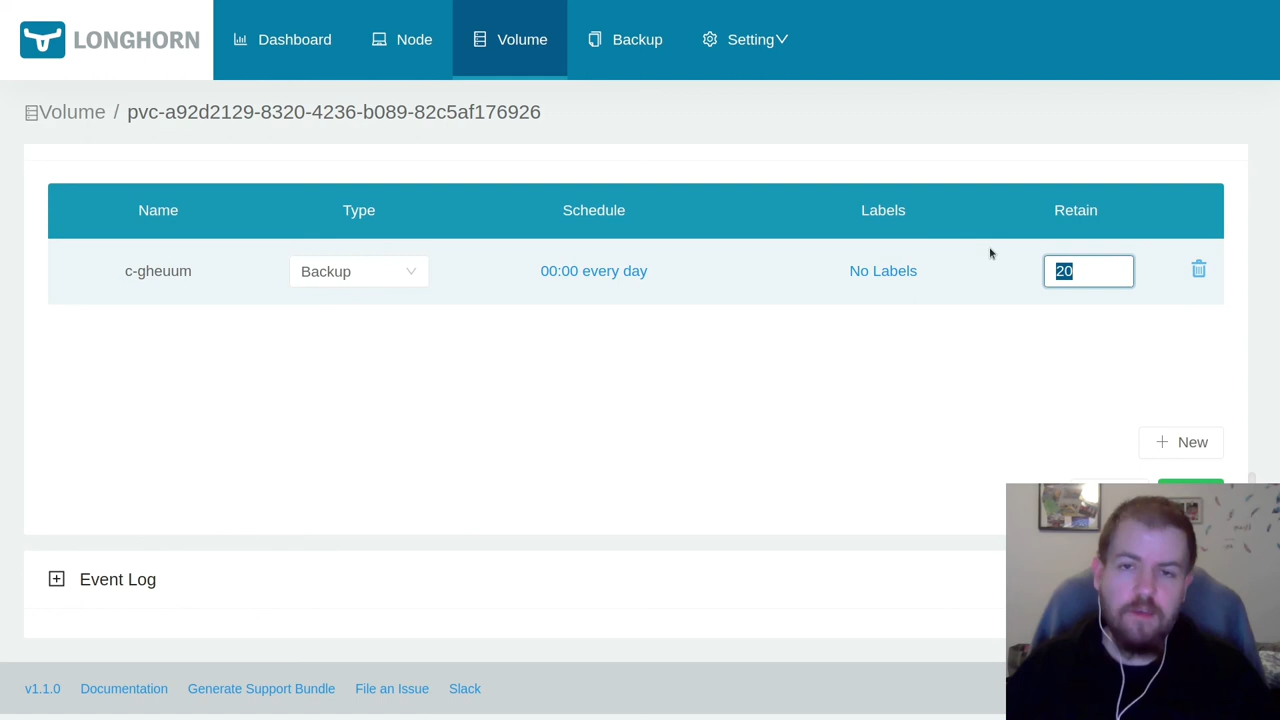 LONGHORN
Dashboard
Node
Volume
Backup
Setting
Volume / pvc-a92d2129-8320-4236-b089-82c5af176926
Name Type Schedule Labels Retain
c-gheuum Backup 00:00 every day No Labels 20
+ New
Event Log
v1.1.0 Documentation Generate Support Bundle File an Issue Slack